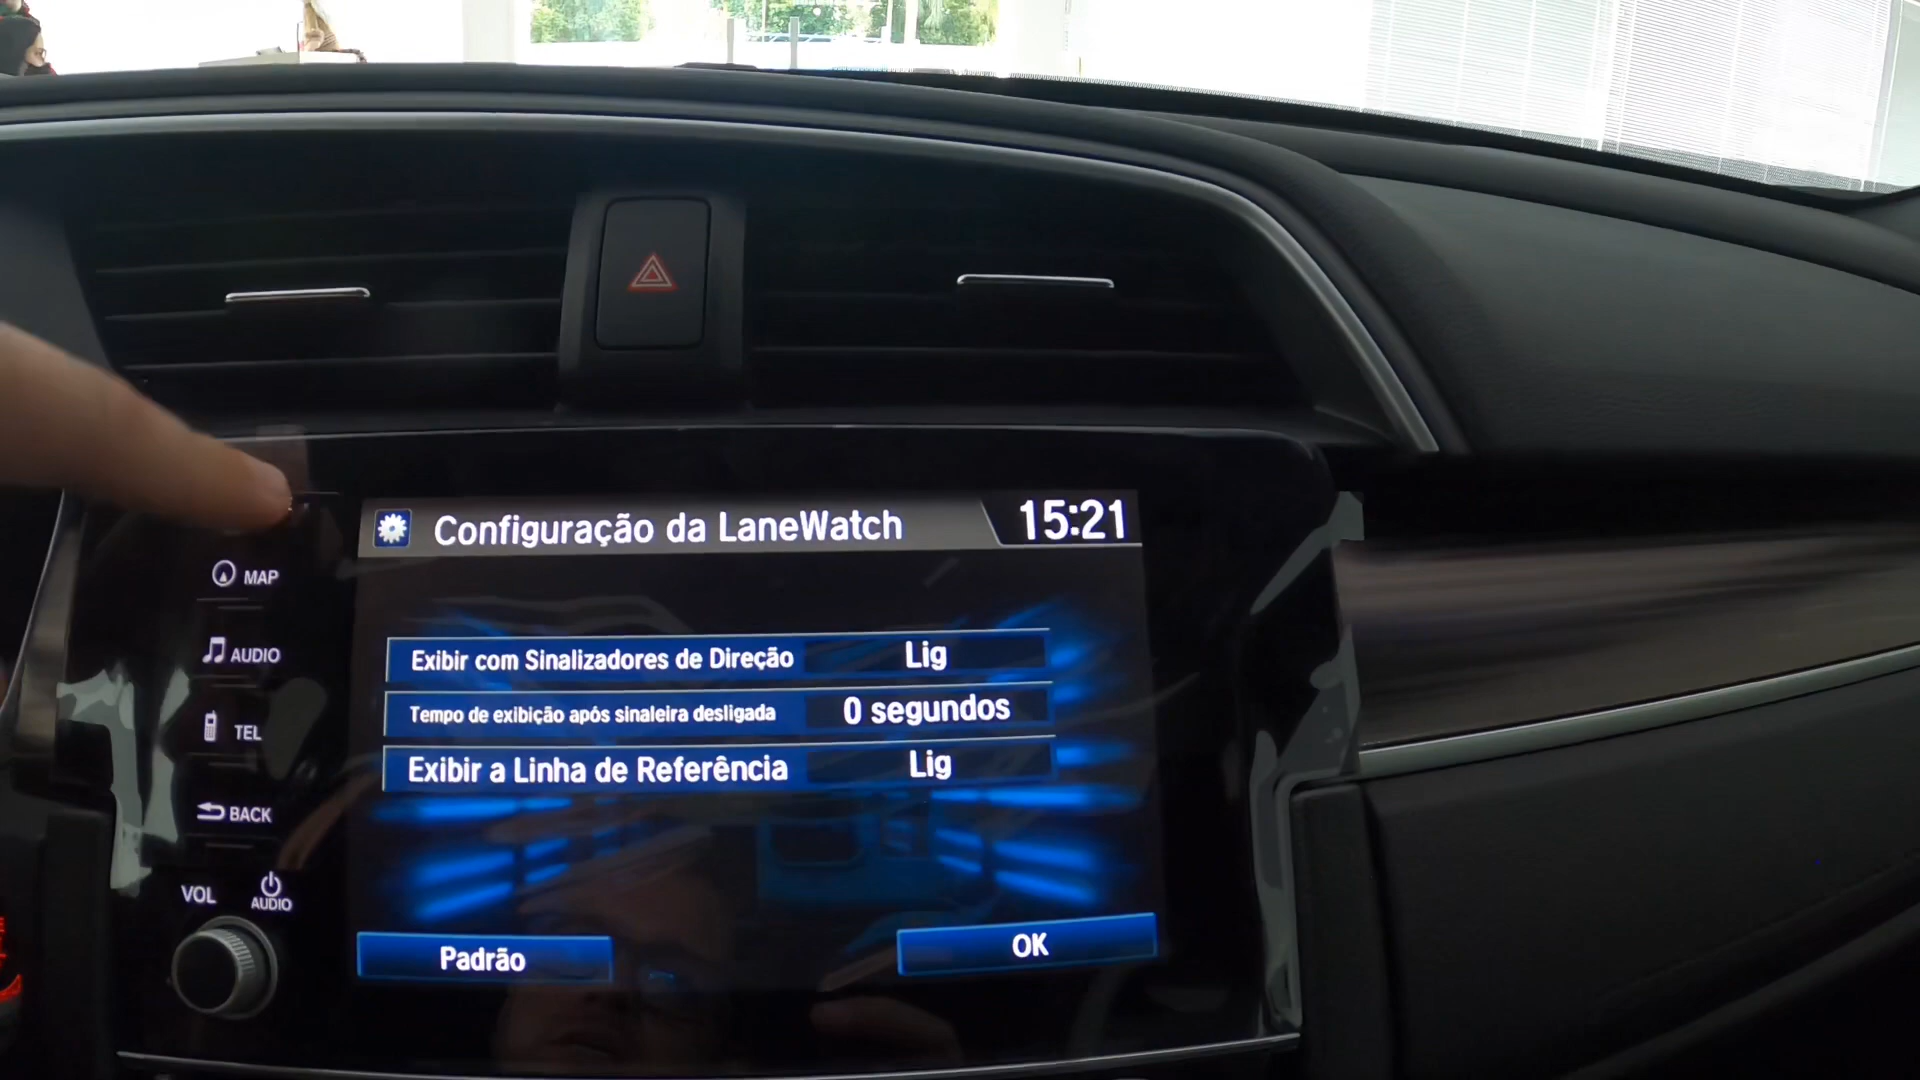 Configuração da LaneWatch
15:21
MAP
AUDIO
TEL
BACK
VOL
AUDIO
Exibir com Sinalizadores de Direção Lig
Tempo de exibição após sinaleira desligada 0 segundos
Exibir a Linha de Referência Lig
Padrão
OK